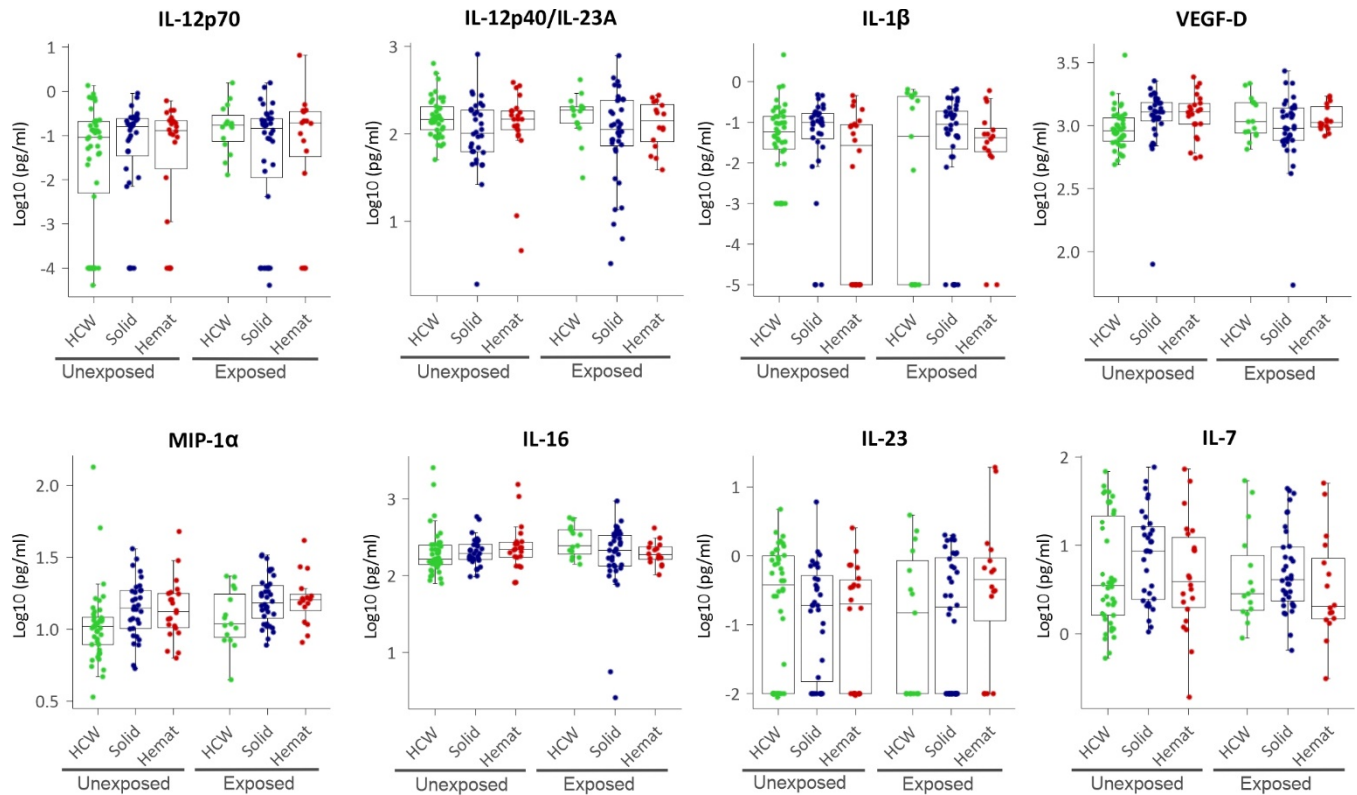 IL-12p70
IL-12p40/IL-23A
IL-1β
VEGF-D
Log10 (pg/ml)
1
-0
-1
-2
-3
-4
HCW
Solid
Hemat
HCW
Solid
Hemat
Unexposed
Exposed
Log10 (pg/ml)
3
2
1
HCW
Solid
Hemat
HCW
Solid
Hemat
Unexposed
Exposed
Log10 (pg/ml)
-0
-1
-2
-3
-4
-5
HCW
Solid
Hemat
HCW
Solid
Hemat
Unexposed
Exposed
Log10 (pg/ml)
3.5
3.0
2.5
2.0
HCW
Solid
Hemat
HCW
Solid
Hemat
Unexposed
Exposed
MIP-1α
IL-16
IL-23
IL-7
Log10 (pg/ml)
2.0
1.5
1.0
0.5
HCW
Solid
Hemat
HCW
Solid
Hemat
Unexposed
Exposed
Log10 (pg/ml)
3
2
1
HCW
Solid
Hemat
HCW
Solid
Hemat
Unexposed
Exposed
Log10 (pg/ml)
1
-0
-1
-2
HCW
Solid
Hemat
HCW
Solid
Hemat
Unexposed
Exposed
Log10 (pg/ml)
2
1
0
HCW
Solid
Hemat
HCW
Solid
Hemat
Unexposed
Exposed